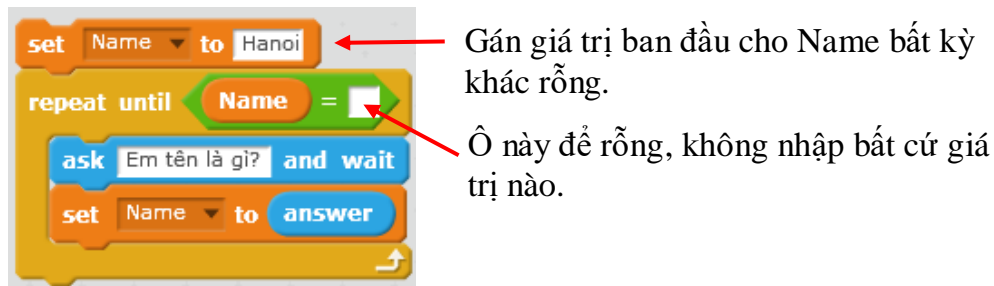 set Name to Hanoi
Gán giá trị ban đầu cho Name bất kỳ
khác rỗng.
repeat until Name =
Ô này để rỗng, không nhập bất cứ giá
trị nào.
ask Em tên là gì? and wait
set Name to answer